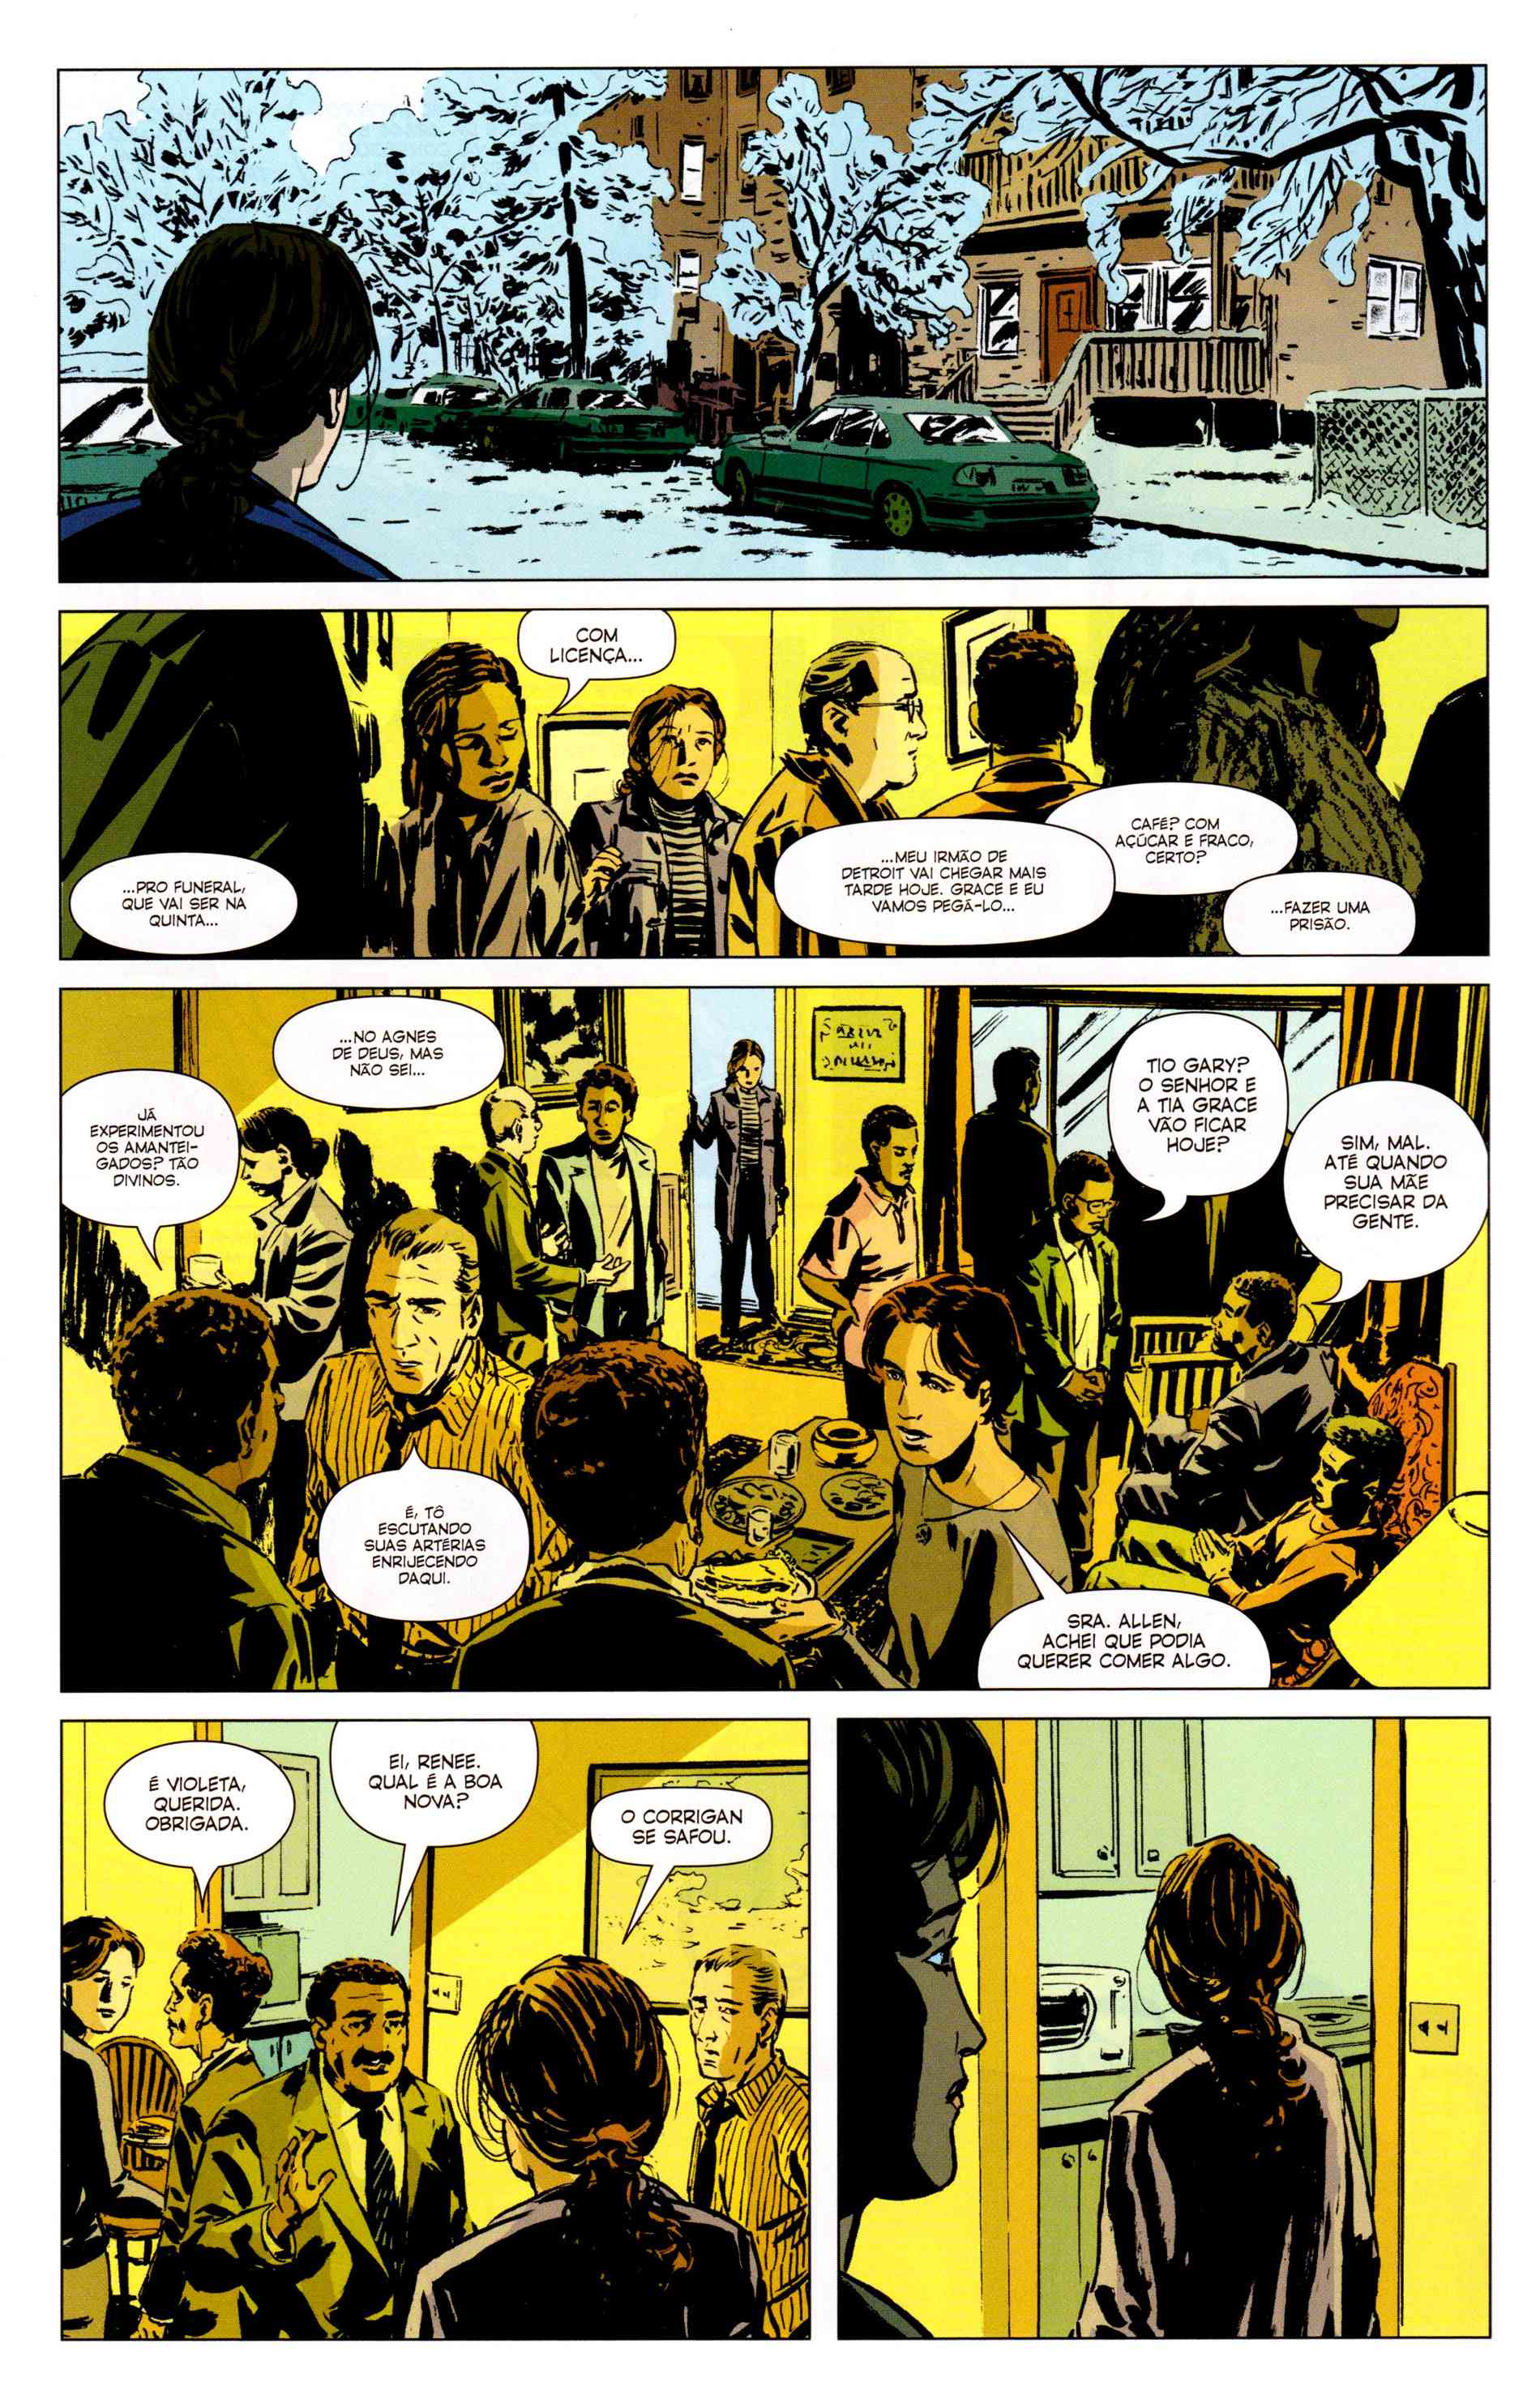 COM
LICENÇA...
...PRO FUNERAL,
QUE VAI SER NA
QUINTA...
...MEU IRMÃO DE
DETROIT VAI CHEGAR MAIS
TARDE HOJE. GRACE E EU
VAMOS PEGÁ-LO...
CAFÉ? COM
AÇÚCAR E FRACO,
CERTO?
...FAZER UMA
PRISÃO.
JÁ
EXPERIMENTOU
OS AMANTEI-
GADOS? TÃO
DIVINOS.
...NO AGNES
DE DEUS, MAS
NÃO SEI...
TIO GARY?
O SENHOR E
A TIA GRACE
VÃO FICAR
HOJE?
SIM, MAL.
ATÉ QUANDO
SUA MÃE
PRECISAR DA
GENTE.
É, TÔ
ESCUTANDO
SUAS ARTÉRIAS
ENRIJECENDO
DAQUI.
SRA. ALLEN,
ACHEI QUE PODIA
QUERER COMER ALGO.
É VIOLETA,
QUERIDA.
OBRIGADA.
EI, RENEE.
QUAL É A BOA
NOVA?
O CORRIGAN
SE SAFOU.